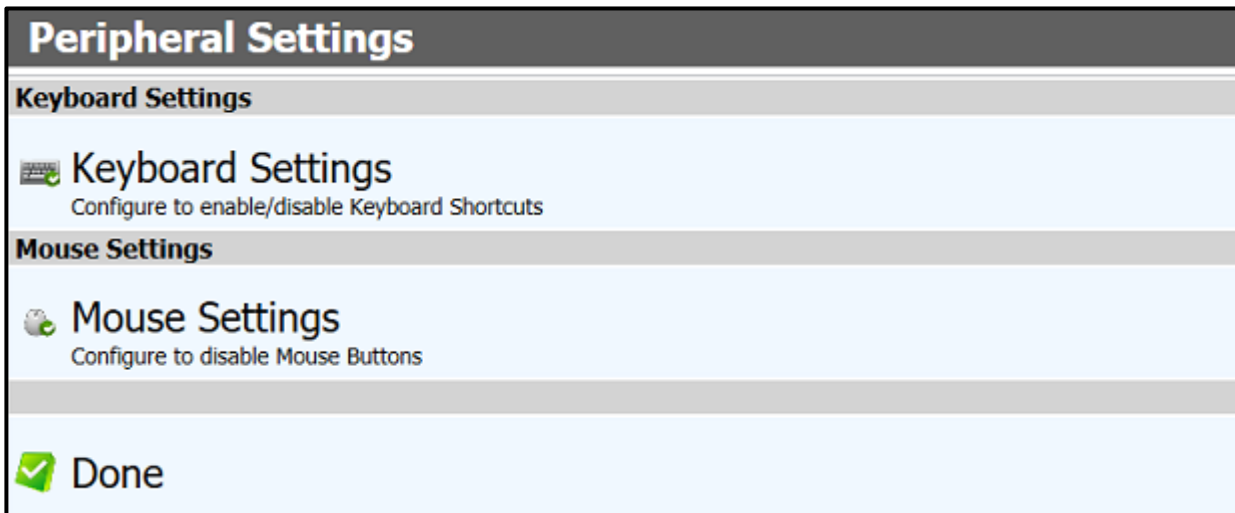 Peripheral Settings
Keyboard Settings
Keyboard Settings
Configure to enable/disable Keyboard Shortcuts
Mouse Settings
Mouse Settings
Configure to disable Mouse Buttons
Done